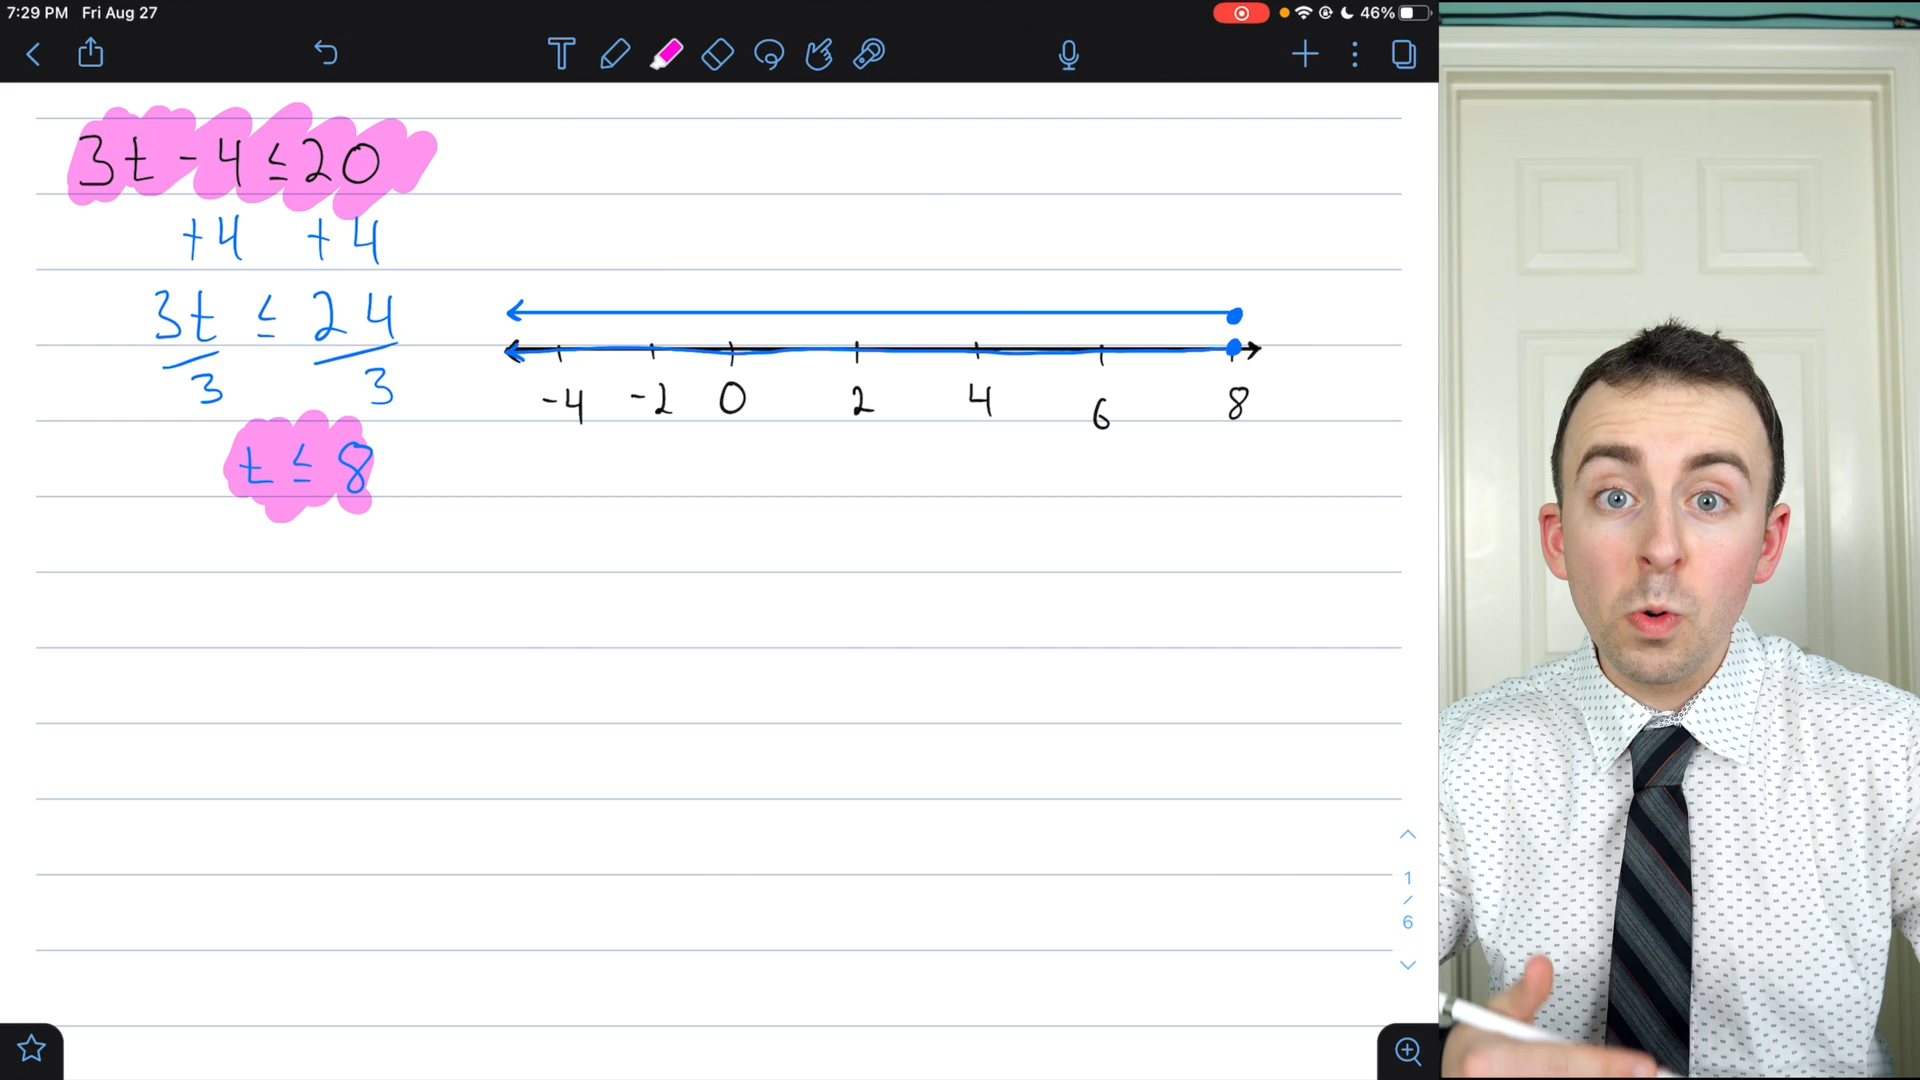 7:29 PM Fri Aug 27 46%
T
3t - 4 ≤ 20
+4 +4
3t ≤ 24
3 3
t ≤ 8
-4 -2 0 2 4 6 8
1
/
6